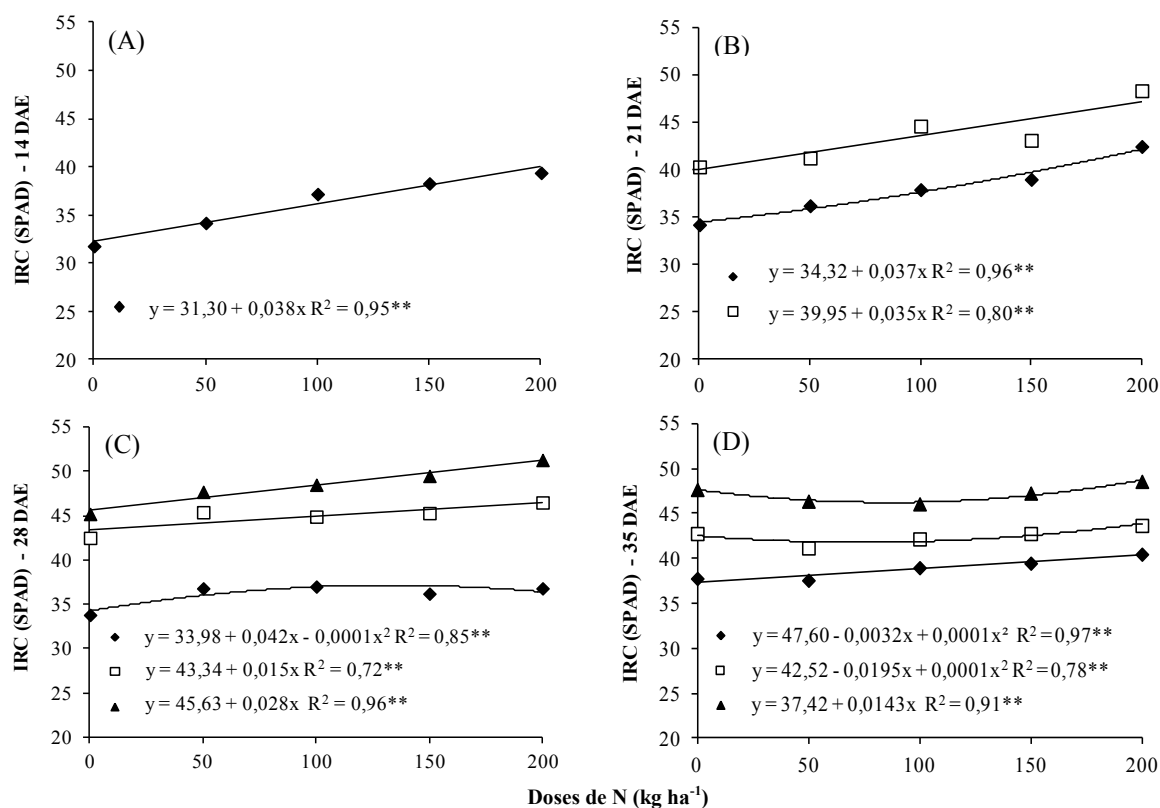 (A)
IRC (SPAD) - 14 DAE
55
50
45
40
35
30
25
20
0 50 100 150 200
y = 31,30 + 0,038x R² = 0,95**
(B)
IRC (SPAD) - 21 DAE
55
50
45
40
35
30
25
20
0 50 100 150 200
y = 34,32 + 0,037x R² = 0,96**
y = 39,95 + 0,035x R² = 0,80**
(C)
IRC (SPAD) - 28 DAE
55
50
45
40
35
30
25
20
0 50 100 150 200
y = 33,98 + 0,042x - 0,0001x² R² = 0,85**
y = 43,34 + 0,015x R² = 0,72**
y = 45,63 + 0,028x R² = 0,96**
(D)
IRC (SPAD) - 35 DAE
55
50
45
40
35
30
25
20
0 50 100 150 200
y = 47,60 - 0,0032x + 0,0001x² R² = 0,97**
y = 42,52 - 0,0195x + 0,0001x² R² = 0,78**
y = 37,42 + 0,0143x R² = 0,91**
Doses de N (kg ha⁻¹)